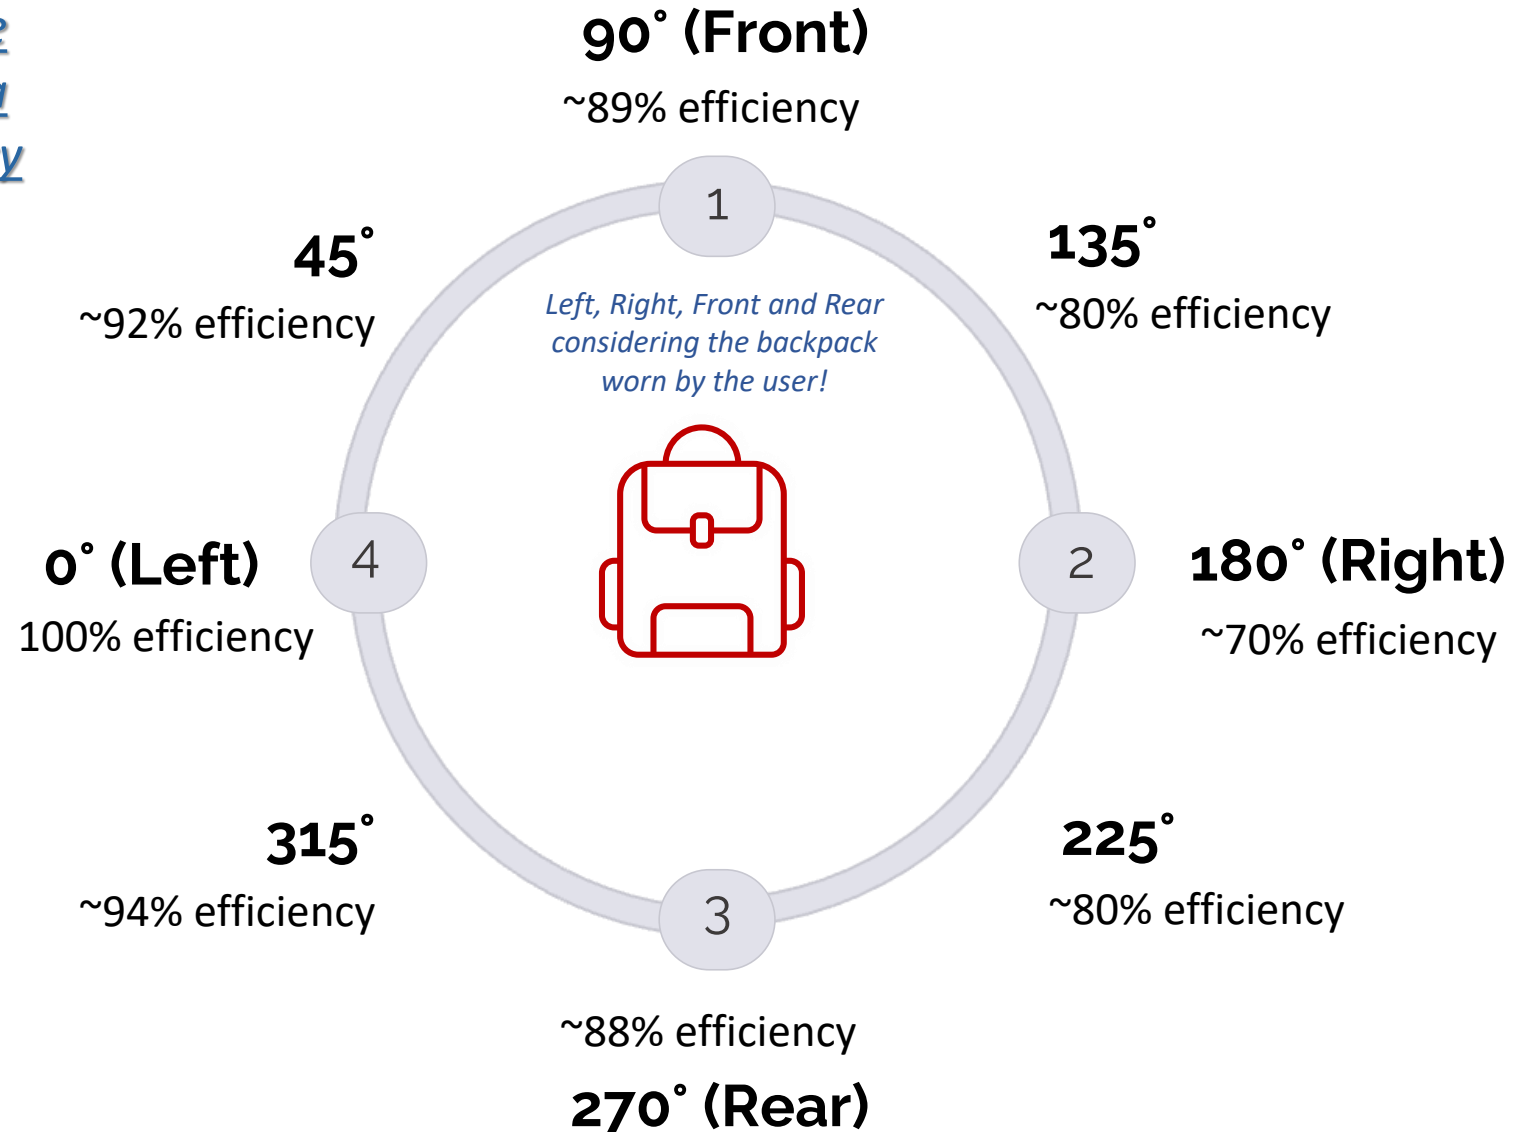 90° (Front)
~89% efficiency
1
45°
~92% efficiency
135°
~80% efficiency
Left, Right, Front and Rear
considering the backpack
worn by the user!
0° (Left)
100% efficiency
4
2
180° (Right)
~70% efficiency
315°
~94% efficiency
225°
~80% efficiency
3
~88% efficiency
270° (Rear)